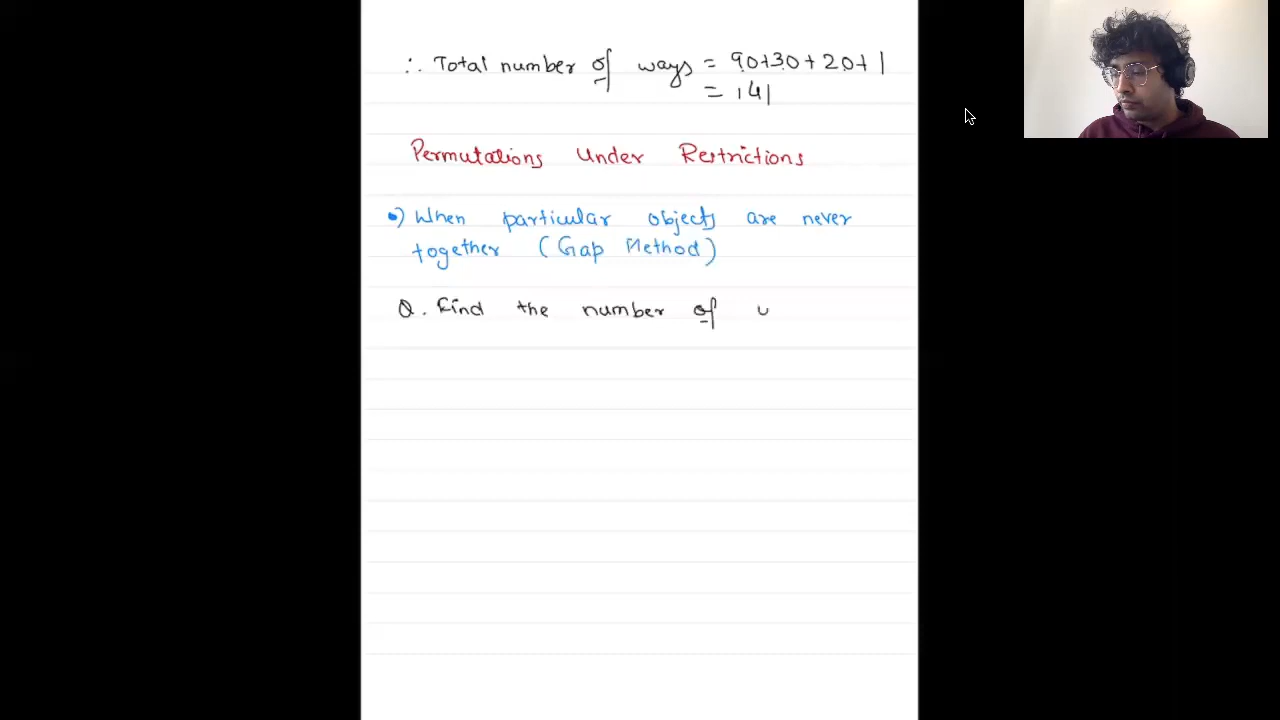 ∴ Total number of ways = 90+30+20+1
= 141
Permutations Under Restrictions
•) When particular objects are never
together (Gap Method)
Q. Find the number of